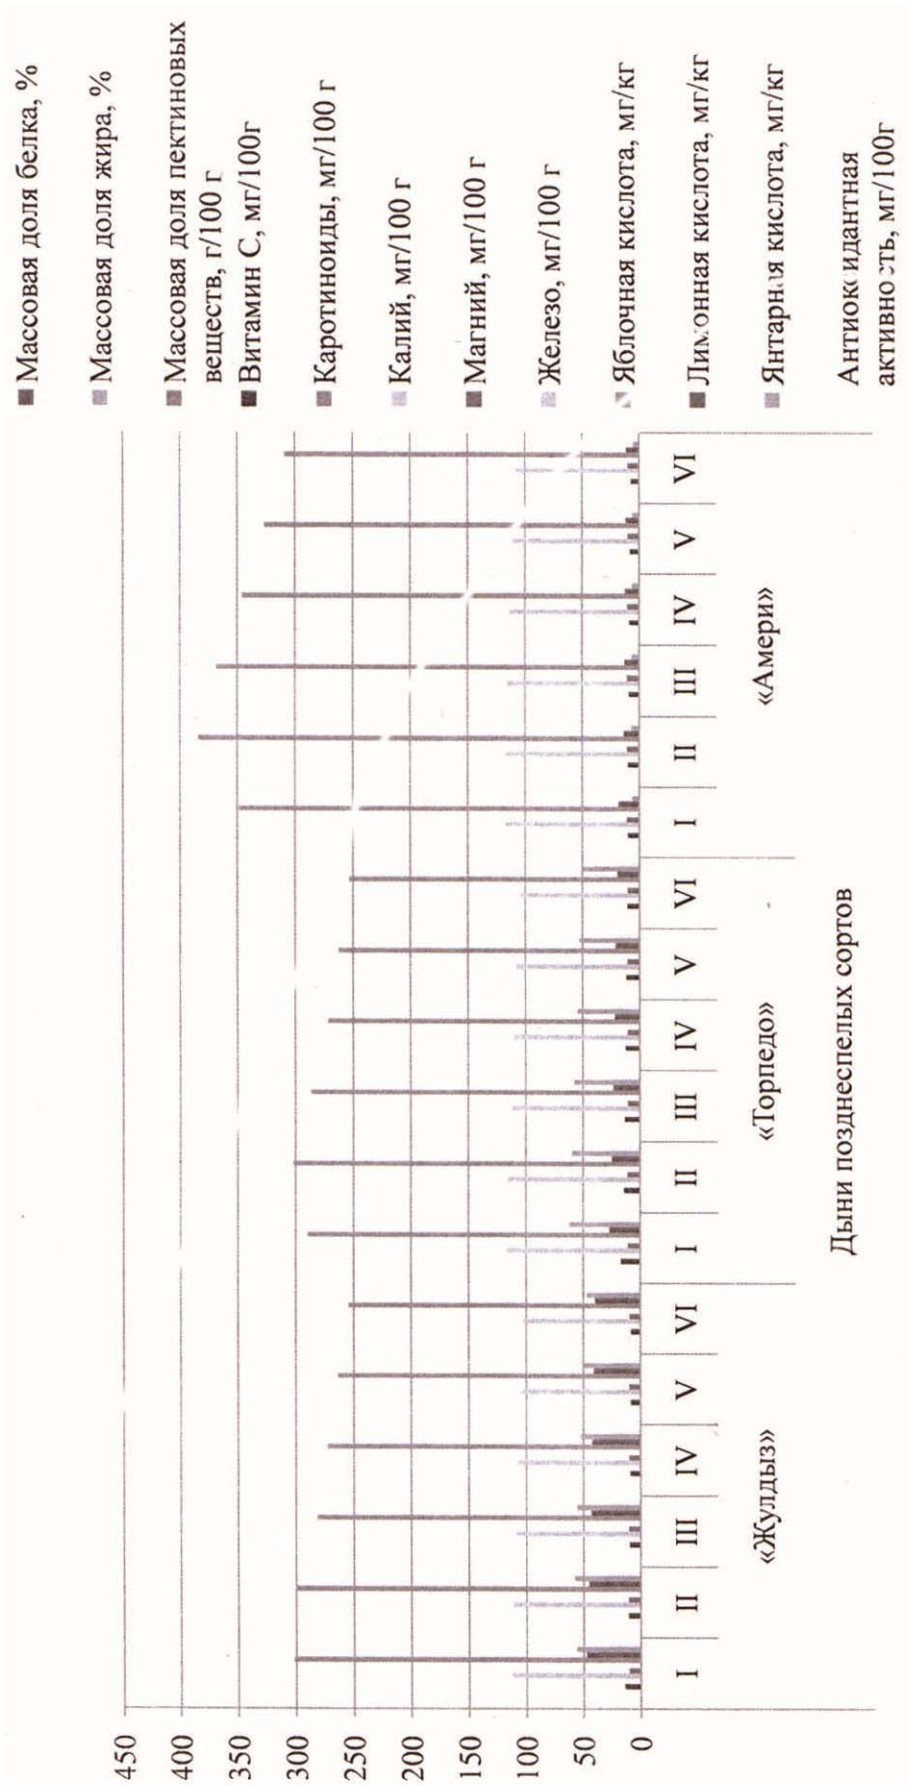 450
400
350
300
250
200
150
100
50
0
I II III IV V VI I II III IV V VI I II III IV V VI
«Жулдыз» «Торпедо» «Амери»
Дыни позднеспелых сортов
Массовая доля белка, %
Массовая доля жира, %
Массовая доля пектиновых
веществ, г/100 г
Витамин С, мг/100г
Каротиноиды, мг/100 г
Калий, мг/100 г
Магний, мг/100 г
Железо, мг/100 г
Яблочная кислота, мг/кг
Лимонная кислота, мг/кг
Янтарная кислота, мг/кг
Антиоксидантная
активность, мг/100г